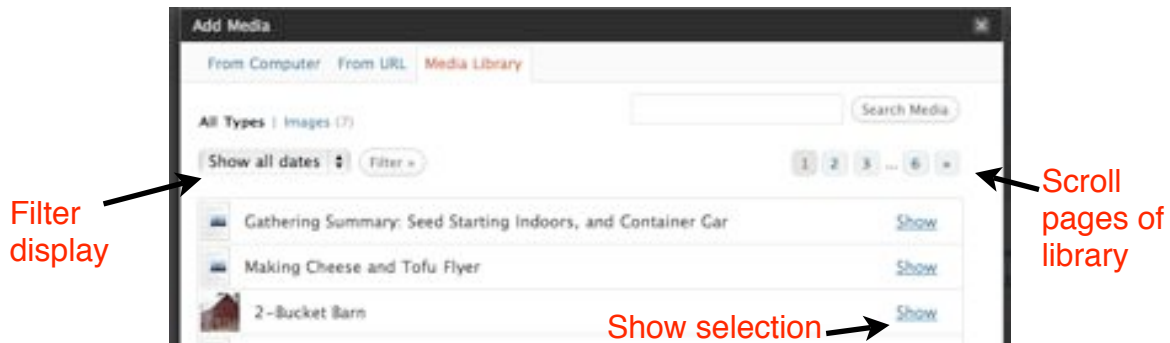 Add Media
From Computer From URL Media Library
All Types | Images (7)
Search Media
Show all dates Filter »
1 2 3 ... 6 »
Filter
display
Scroll
pages of
library
Gathering Summary: Seed Starting Indoors, and Container Gar Show
Making Cheese and Tofu Flyer Show
2-Bucket Barn Show
Show selection